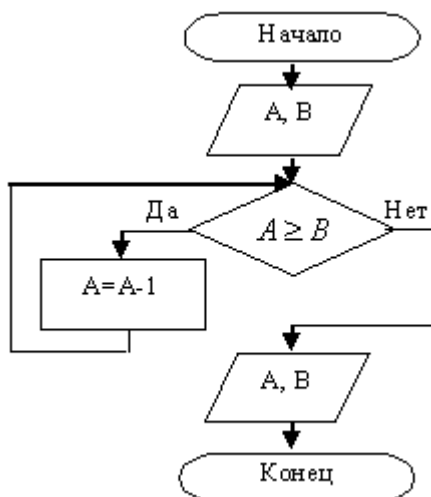 Начало
A, B
Да
Нет
A ≥ B
A=A-1
A, B
Конец